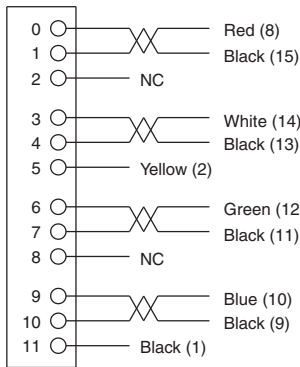 0 Red (8)
1 Black (15)
2 NC
3 White (14)
4 Black (13)
5 Yellow (2)
6 Green (12
7 Black (11)
8 NC
9 Blue (10)
10 Black (9)
11 Black (1)